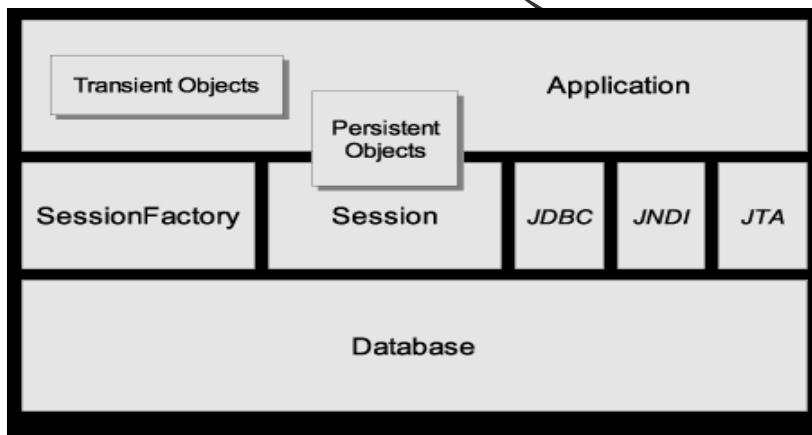 Transient Objects
Application
Persistent
Objects
SessionFactory
Session
JDBC
JNDI
JTA
Database